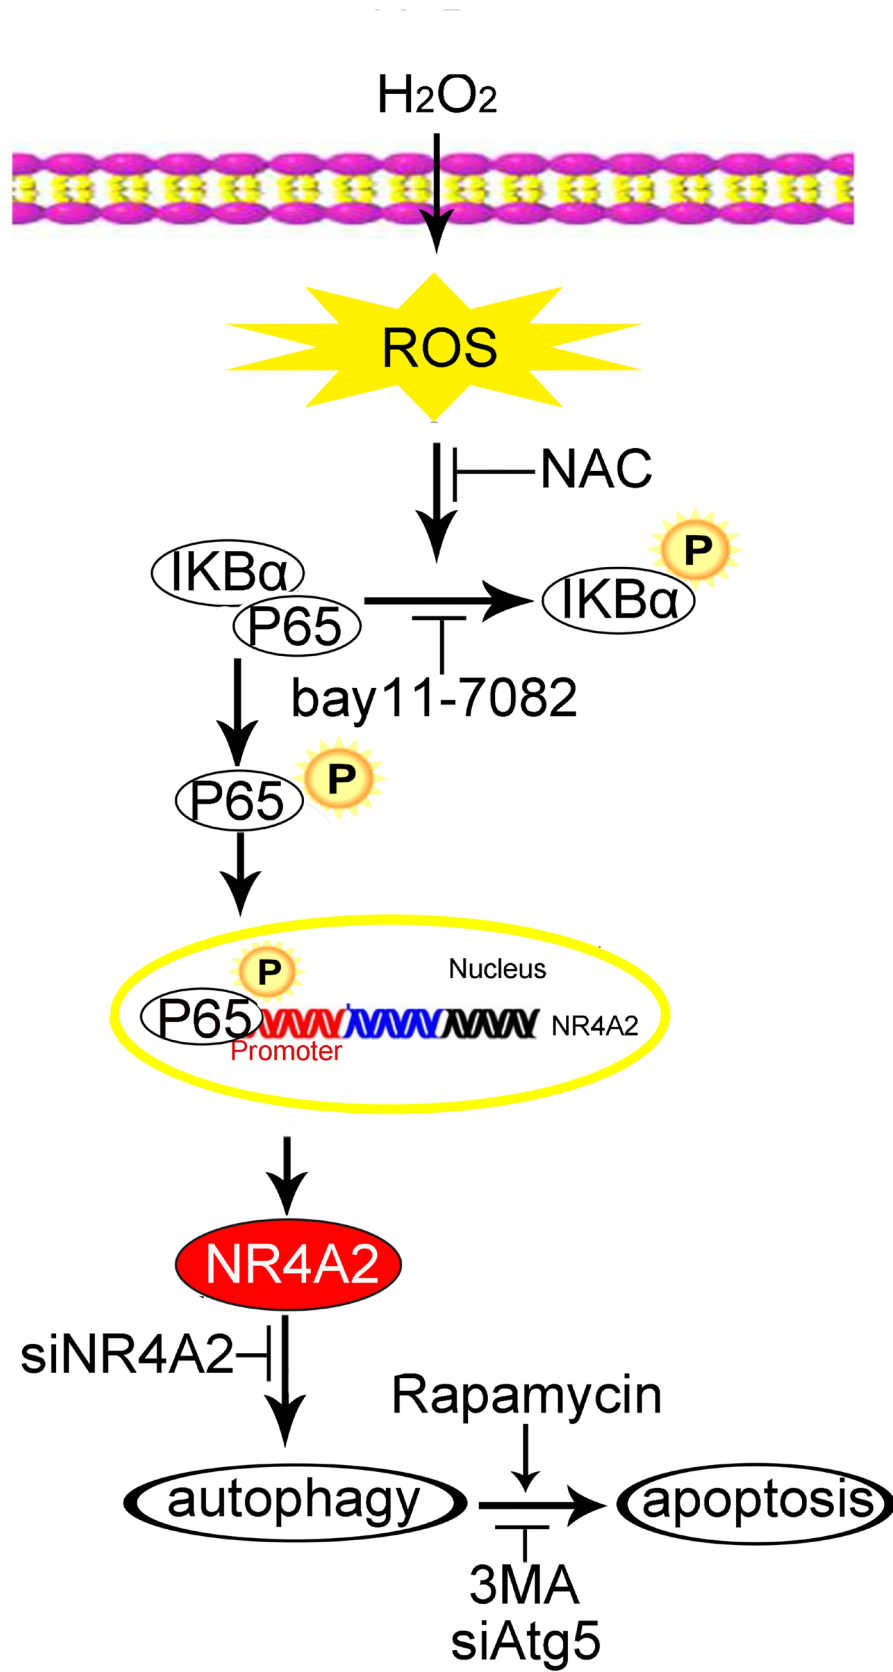 H2O2
ROS
NAC
IKBα
P65
P
IKBα
bay11-7082
P65
P
P
Nucleus
P65
NR4A2
Promoter
NR4A2
siNR4A2
Rapamycin
autophagy
apoptosis
3MA
siAtg5